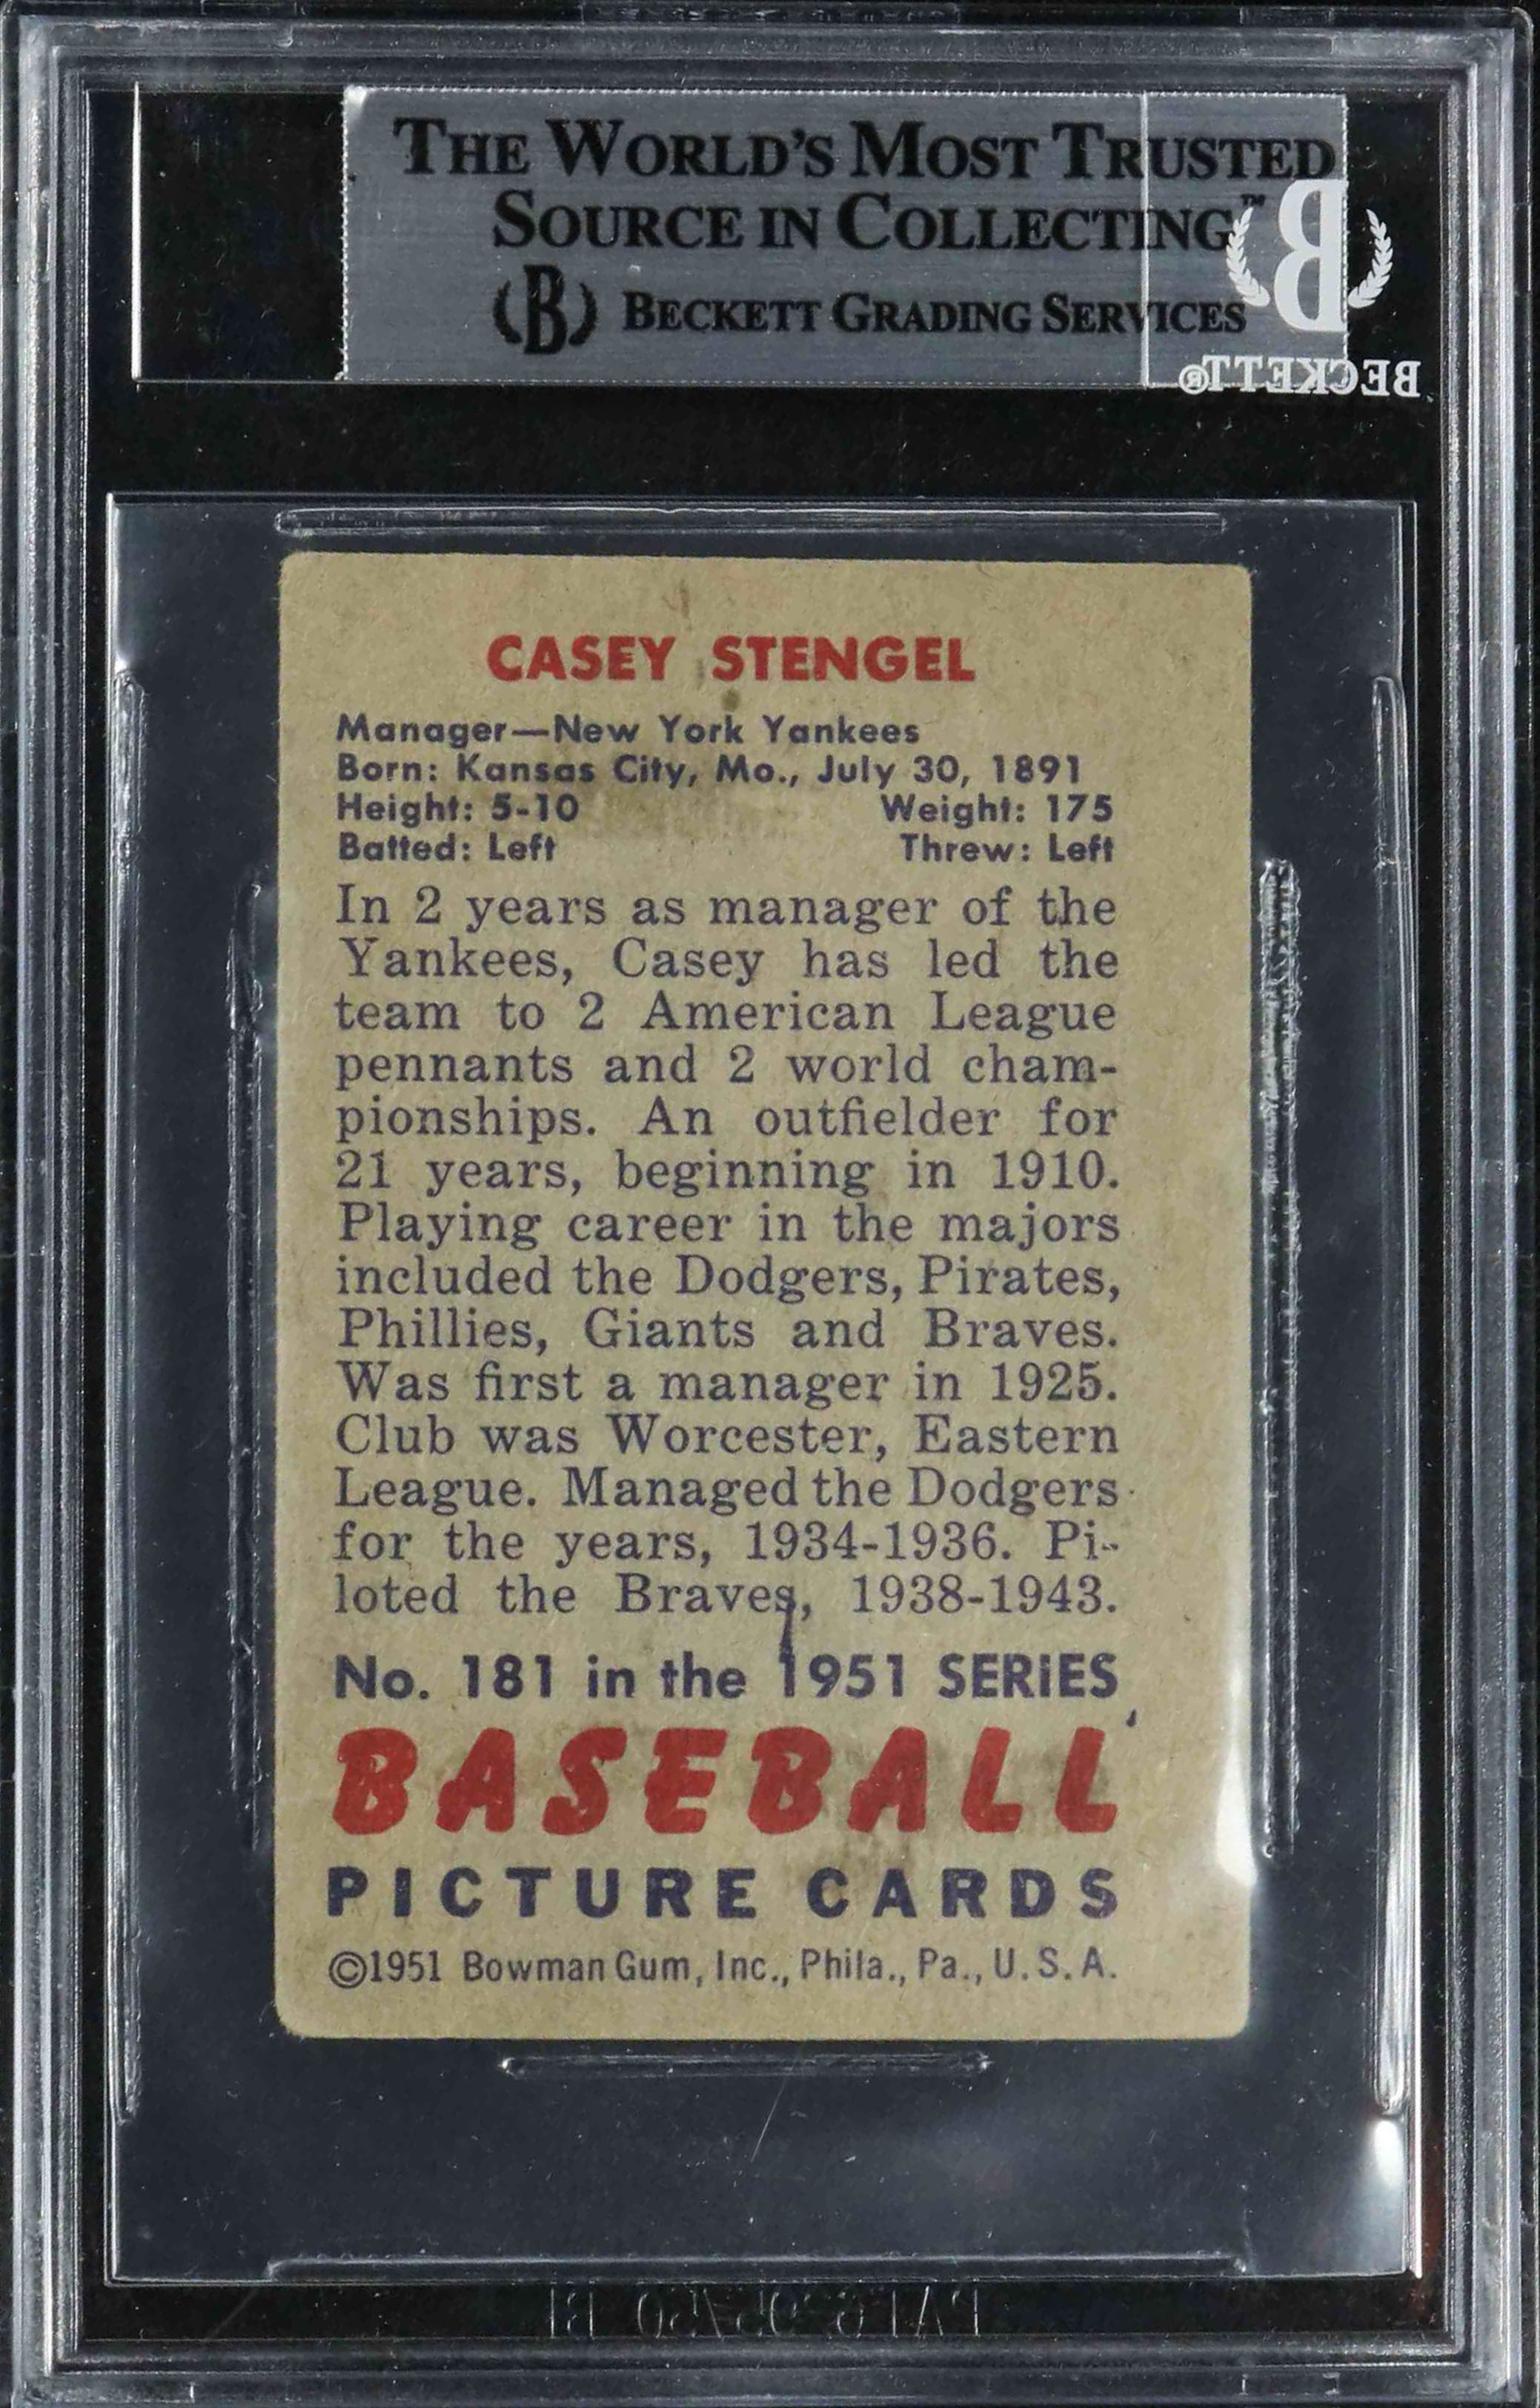 THE WORLD'S MOST TRUSTED
SOURCE IN COLLECTING™
B BECKETT GRADING SERVICES
B
BECKETT®
CASEY STENGEL
Manager—New York Yankees
Born: Kansas City, Mo., July 30, 1891
Height: 5-10 Weight: 175
Batted: Left Threw: Left
In 2 years as manager of the
Yankees, Casey has led the
team to 2 American League
pennants and 2 world cham-
pionships. An outfielder for
21 years, beginning in 1910.
Playing career in the majors
included the Dodgers, Pirates,
Phillies, Giants and Braves.
Was first a manager in 1925.
Club was Worcester, Eastern
League. Managed the Dodgers
for the years, 1934-1936. Pi-
loted the Braves, 1938-1943.
No. 181 in the 1951 SERiES
BASEBALL
PICTURE CARDS
©1951 Bowman Gum, Inc., Phila., Pa., U.S.A.